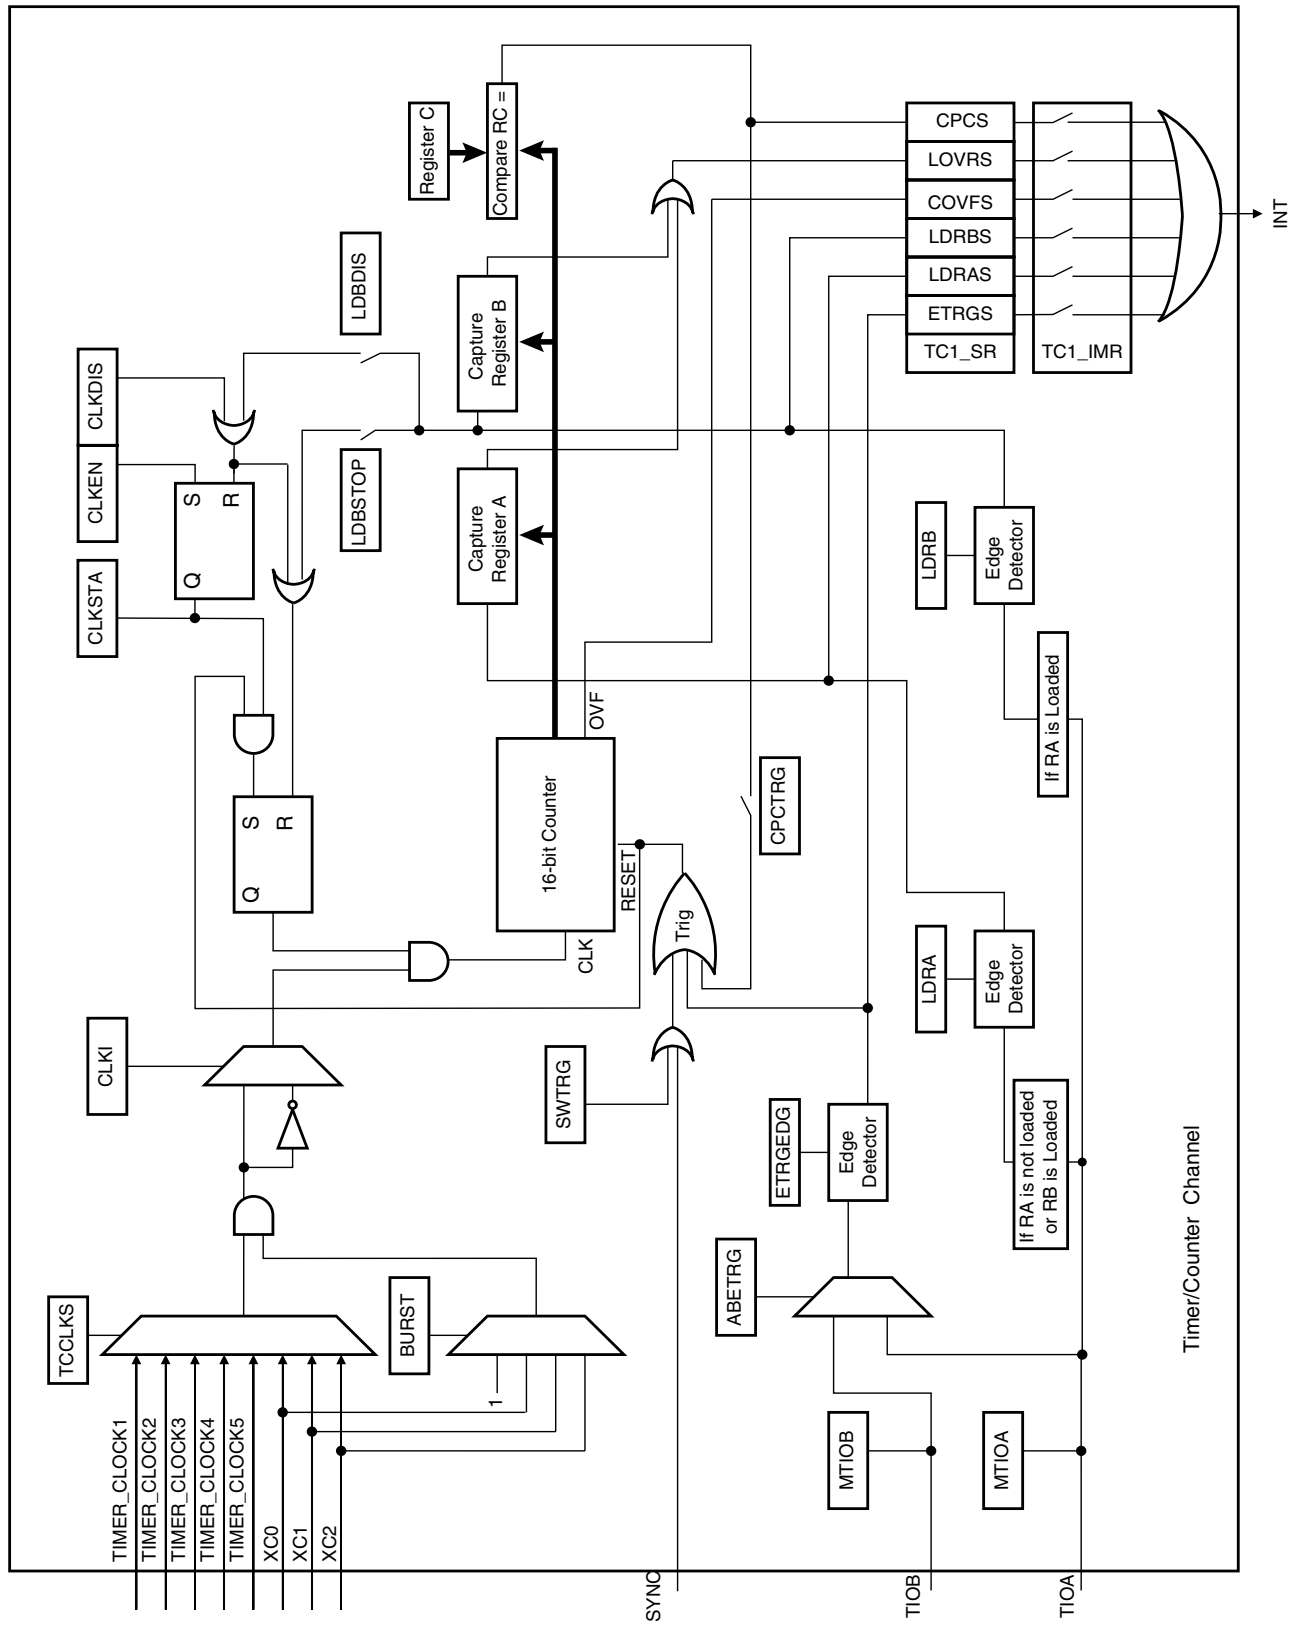 TCCLKS
TIMER_CLOCK1
TIMER_CLOCK2
TIMER_CLOCK3
TIMER_CLOCK4
TIMER_CLOCK5
XC0
XC1
XC2
CLKI
BURST
1
CLKSTA
CLKEN
CLKDIS
Q
S
R
Q
S
R
LDBSTOP
LDBDIS
Register C
Compare RC =
Capture
Register A
Capture
Register B
16-bit Counter
CLK
OVF
RESET
Trig
CPCTRG
SWTRG
SYNC
ABETRG
ETRGEDG
Edge
Detector
MTIOB
TIOB
MTIOA
TIOA
LDRA
Edge
Detector
If RA is not loaded
or RB is Loaded
LDRB
Edge
Detector
If RA is Loaded
CPCS
LOVRS
COVFS
LDRBS
LDRAS
ETRGS
TC1_SR
TC1_IMR
INT
Timer/Counter Channel